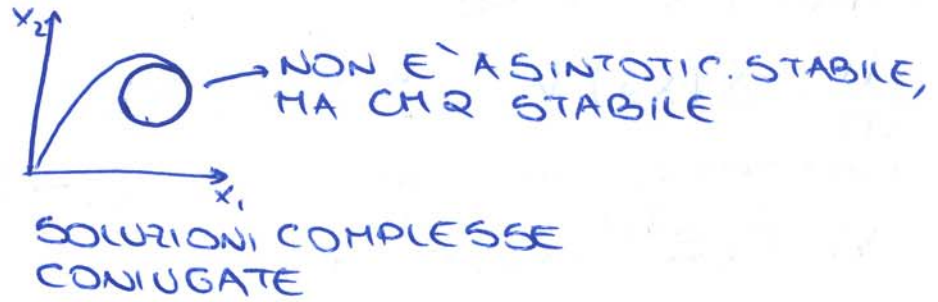 X2
NON E` ASINTOTIC. STABILE,
MA CMQ STABILE
X1
SOLUZIONI COMPLESSE
CONIUGATE